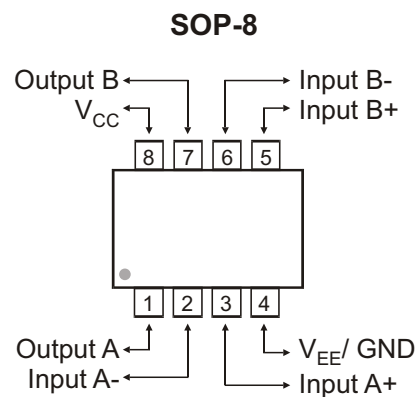 SOP-8
Output B
Input B-
VCC
Input B+
8 7 6 5
1 2 3 4
Output A
VEE/ GND
Input A-
Input A+